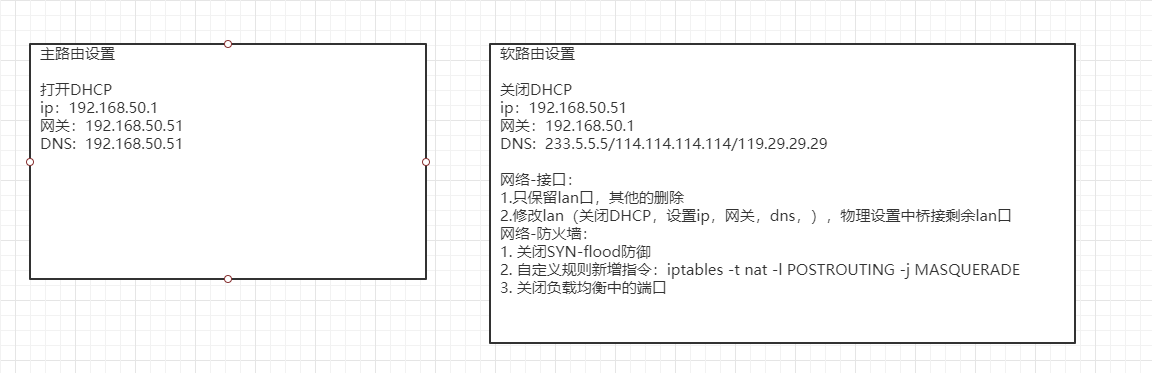 主路由设置
打开DHCP
ip：192.168.50.1
网关：192.168.50.51
DNS:  192.168.50.51
软路由设置
关闭DHCP
ip：192.168.50.51
网关：192.168.50.1
DNS:  233.5.5.5/114.114.114.114/119.29.29.29
网络-接口：
1.只保留lan口，其他的删除
2.修改lan（关闭DHCP，设置ip，网关，dns，），物理设置中桥接剩余lan口
网络-防火墙：
1. 关闭SYN-flood防御
2. 自定义规则新增指令：iptables -t nat -l POSTROUTING -j MASQUERADE
3. 关闭负载均衡中的端口